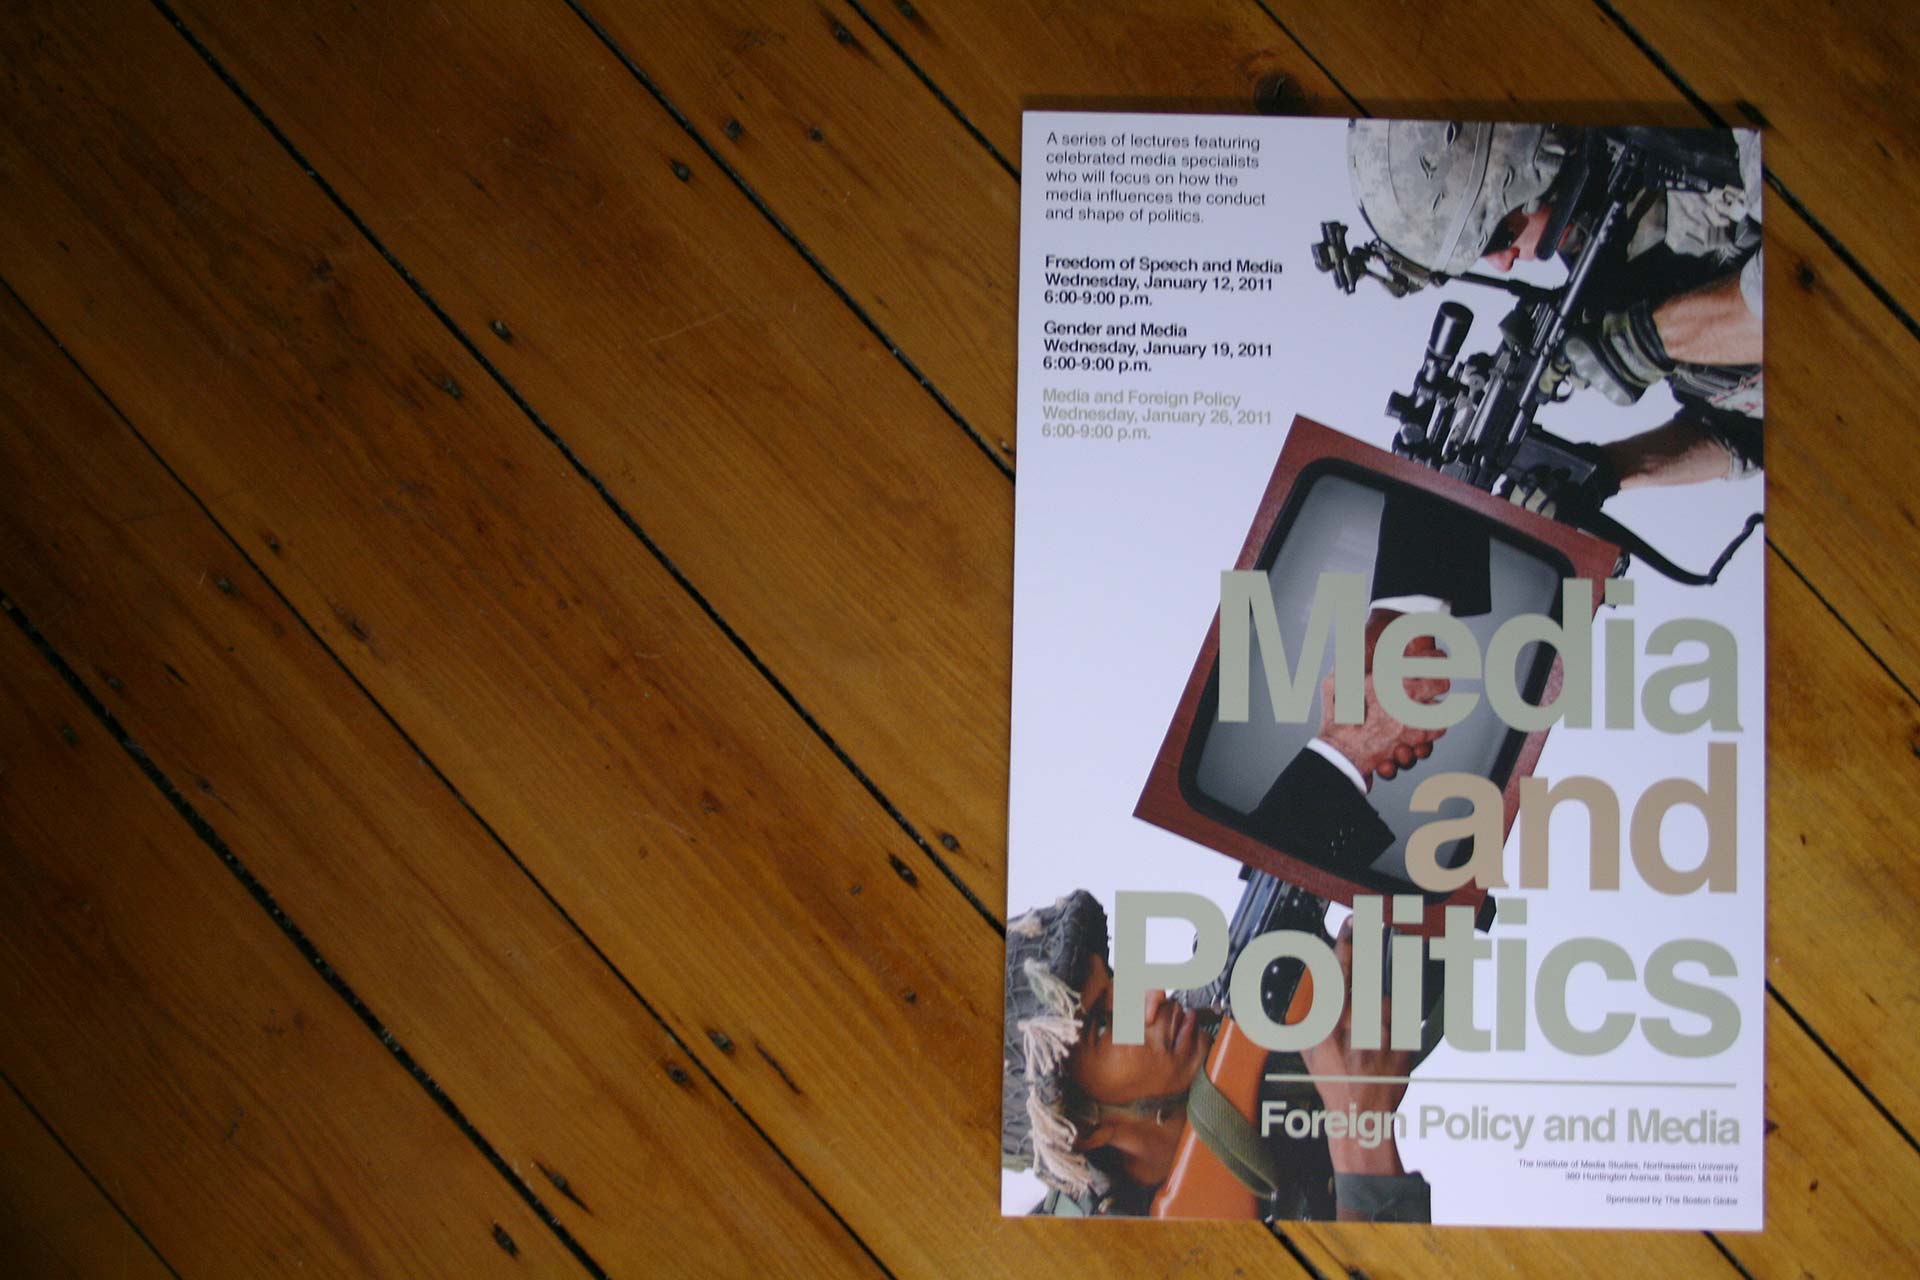 A series of lectures featuring
celebrated media specialists
who will focus on how the
media influences the conduct
and shape of politics.
Freedom of Speech and Media
Wednesday, January 12, 2011
6:00-9:00 p.m.
Gender and Media
Wednesday, January 19, 2011
6:00-9:00 p.m.
Media and Foreign Policy
Wednesday, January 26, 2011
6:00-9:00 p.m.
Media
and
Politics
Foreign Policy and Media
The Institute of Media Studies, Northeastern University
360 Huntington Avenue, Boston, MA 02115
Sponsored by The Boston Globe